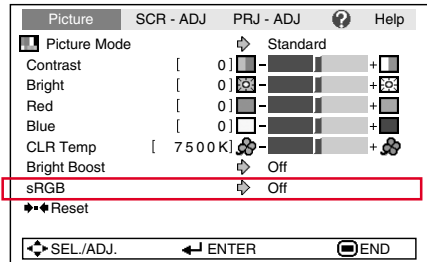 Picture SCR - ADJ PRJ - ADJ ? Help
Picture Mode Standard
Contrast [ 0] - +
Bright [ 0] - +
Red [ 0] - +
Blue [ 0] - +
CLR Temp [ 7500K] - +
Bright Boost Off
sRGB Off
Reset
SEL./ADJ. ENTER END